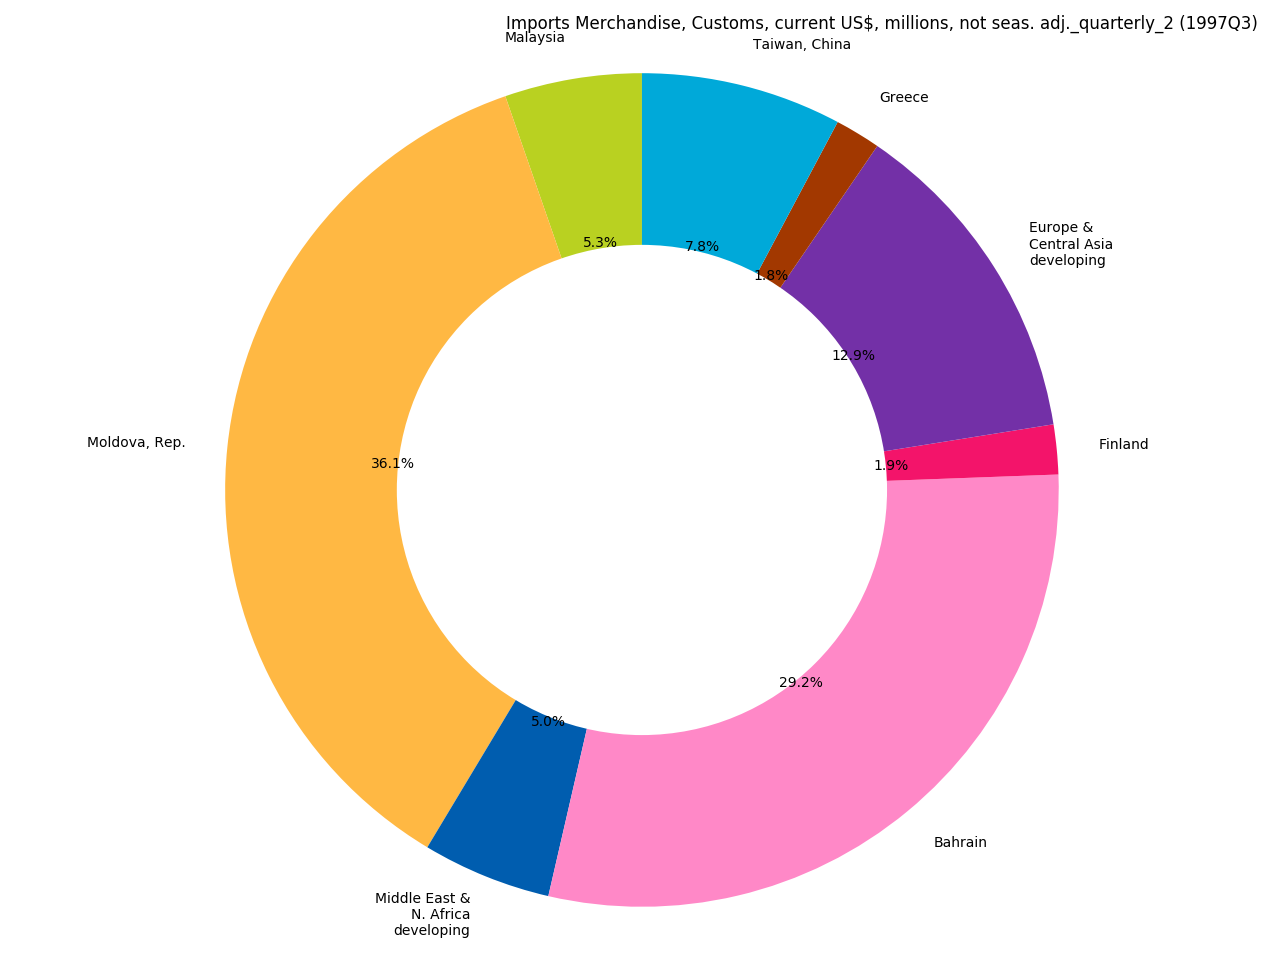 Imports Merchandise, Customs, current US$, millions, not seas. adj._quarterly_2 (1997Q3)
Malaysia
Taiwan, China
Greece
Europe &
Central Asia
developing
5.3%
7.8%
1.8%
12.9%
Moldova, Rep.
36.1%
1.9%
Finland
29.2%
5.0%
Bahrain
Middle East &
N. Africa
developing